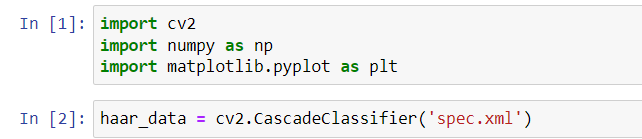 In [1]: import cv2
import numpy as np
import matplotlib.pyplot as plt
In [2]: haar_data = cv2.CascadeClassifier('spec.xml')